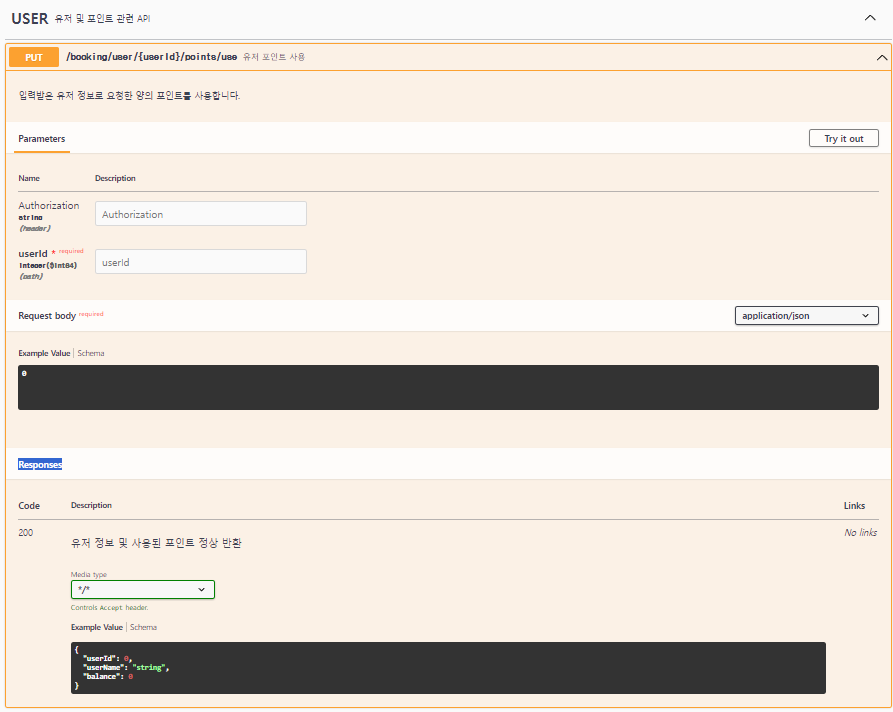 USER 유저 및 포인트 관련 API
PUT /booking/user/{userId}/points/use 유저 포인트 사용
입력받은 유저 정보로 요청한 양의 포인트를 사용합니다.
Parameters Try it out
Name Description
Authorization Authorization
string
(header)
userId * required userId
integer($int64)
(path)
Request body required application/json
Example Value | Schema
0
Responses
Code Description Links
200 유저 정보 및 사용된 포인트 정상 반환 No links
Media type
*/*
Controls Accept header.
Example Value | Schema
{
"userId": 0,
"userName": "string",
"balance": 0
}